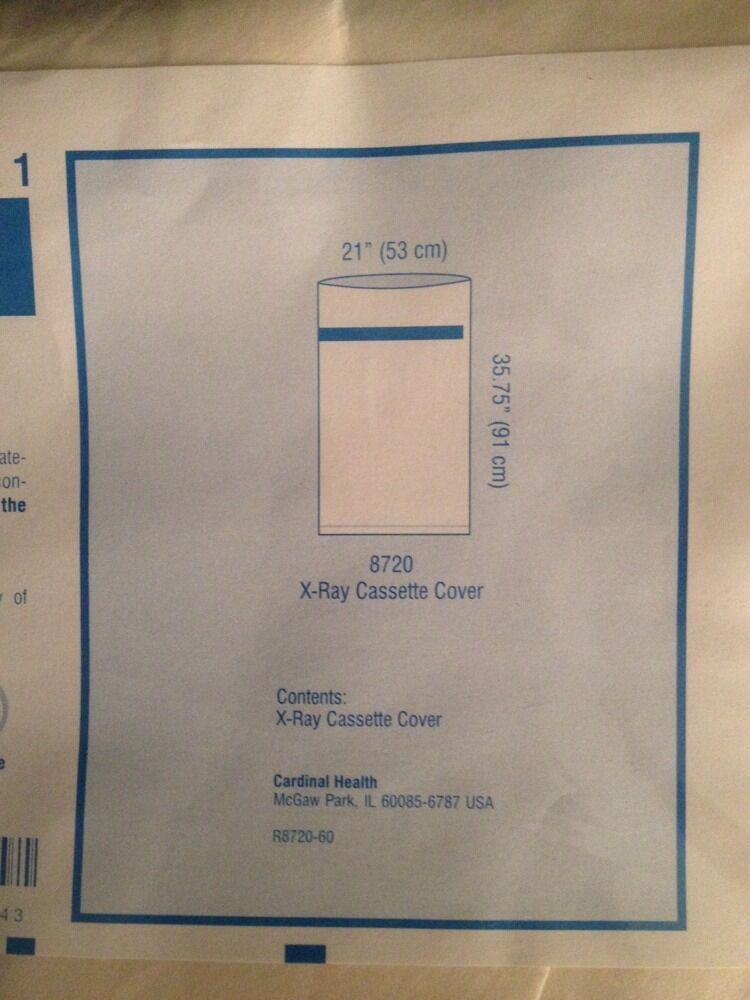 1
21” (53 cm)
35.75” (91 cm)
8720
X-Ray Cassette Cover
ate-
con-
the
of
Contents:
X-Ray Cassette Cover
e
Cardinal Health
McGaw Park, IL 60085-6787 USA
R8720-60
43